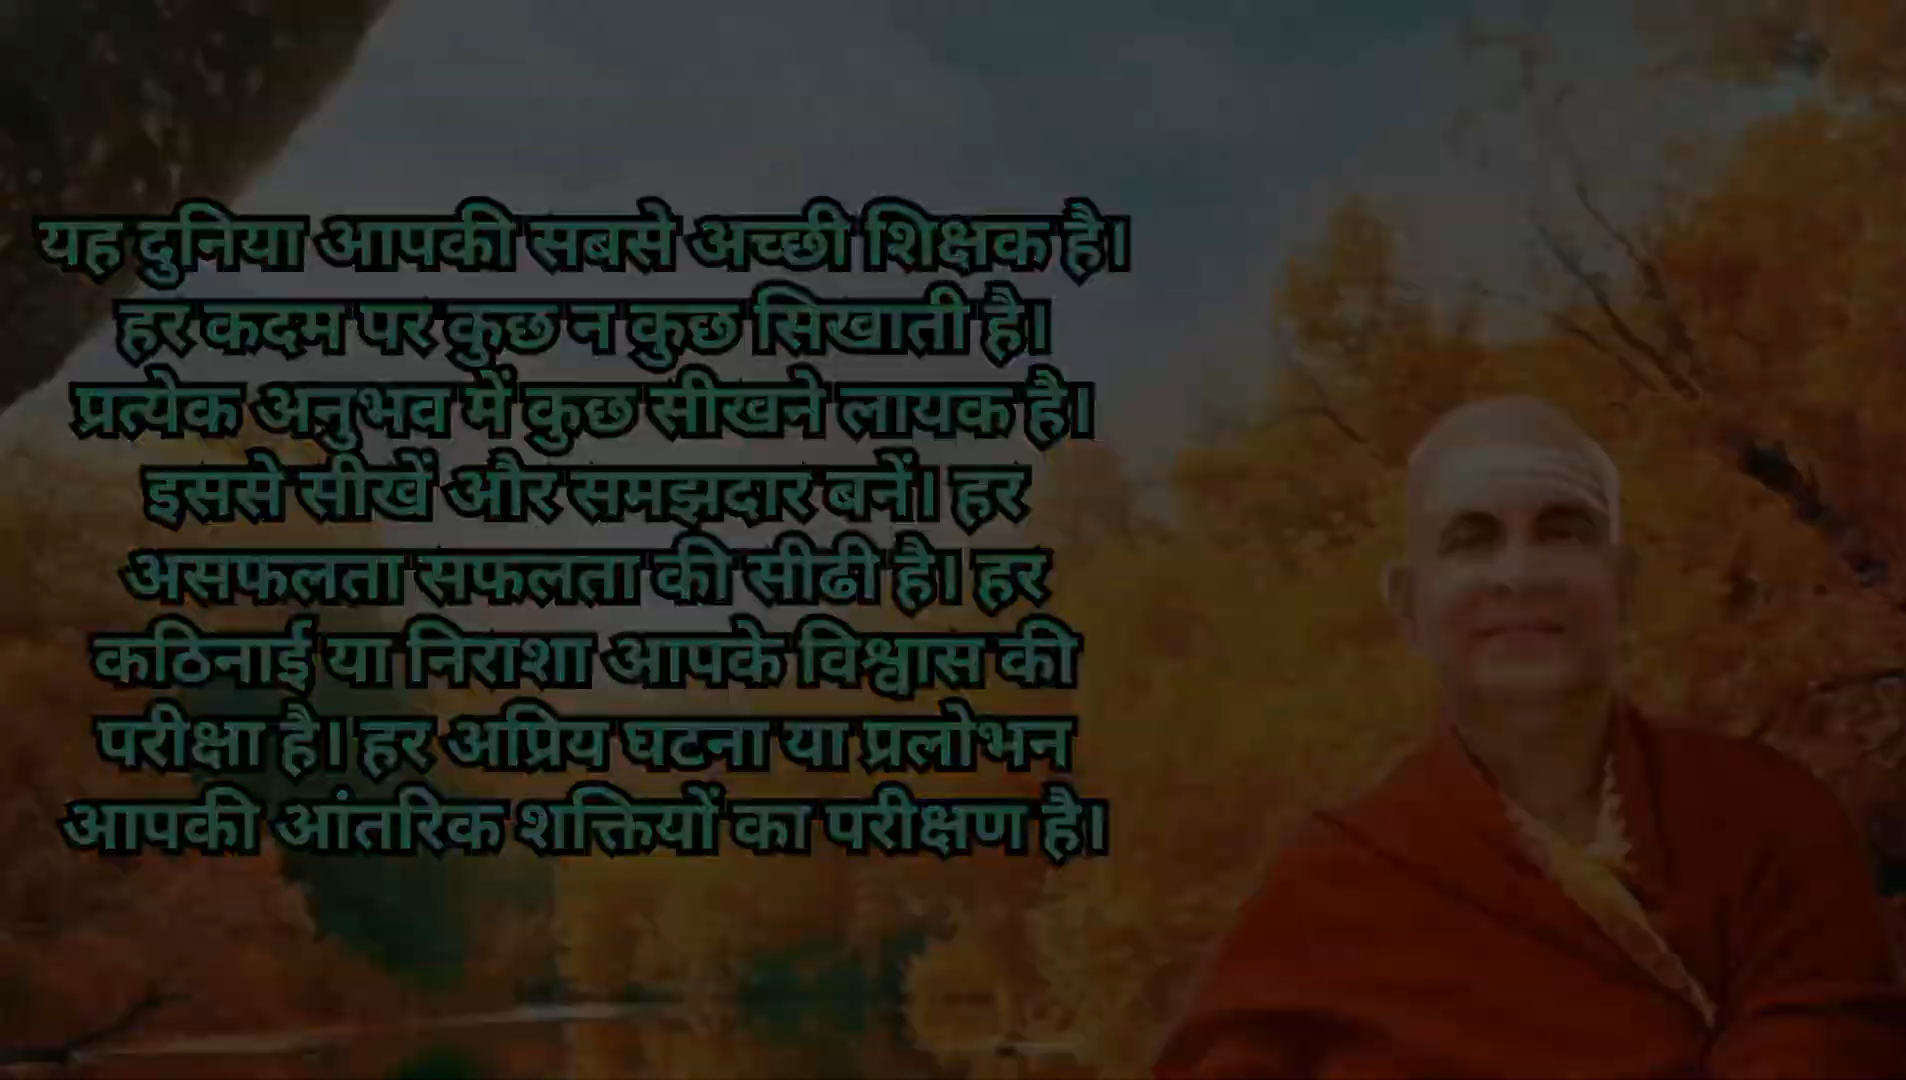 यह दुनिया आपकी सबसे अच्छी शिक्षक है।
हर कदम पर कुछ न कुछ सिखाती है।
प्रत्येक अनुभव में कुछ सीखने लायक है।
इससे सीखें और समझदार बनें। हर
असफलता सफलता की सीढी है। हर
कठिनाई या निराशा आपके विश्वास की
परीक्षा है। हर अप्रिय घटना या प्रलोभन
आपकी आंतरिक शक्तियों का परीक्षण है।